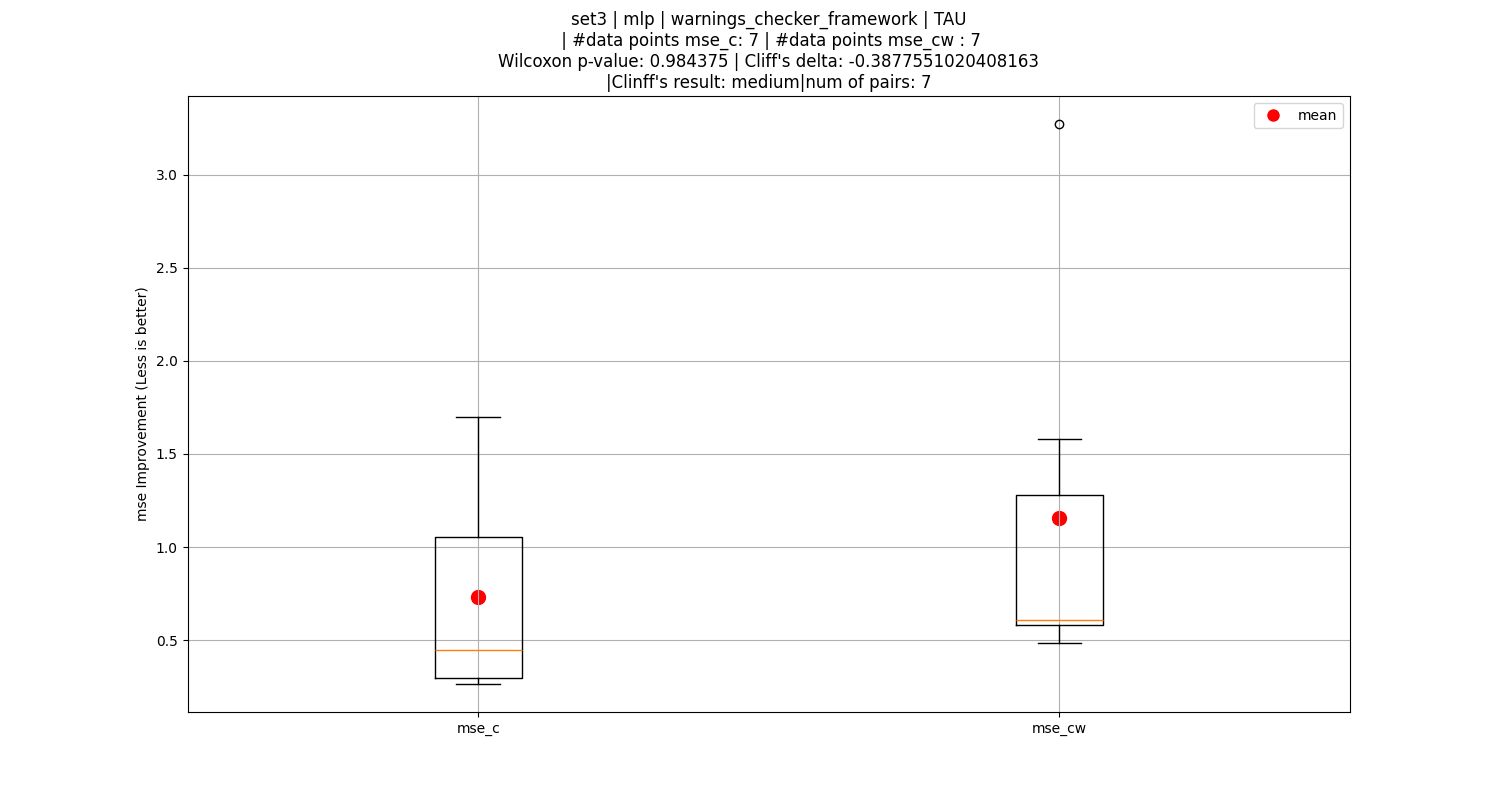 set3 | mlp | warnings_checker_framework | TAU
| #data points mse_c: 7 | #data points mse_cw : 7
Wilcoxon p-value: 0.984375 | Cliff's delta: -0.3877551020408163
|Clinff's result: medium|num of pairs: 7
mean
3.0
2.5
2.0
1.5
1.0
0.5
mse Improvement (Less is better)
mse_c
mse_cw